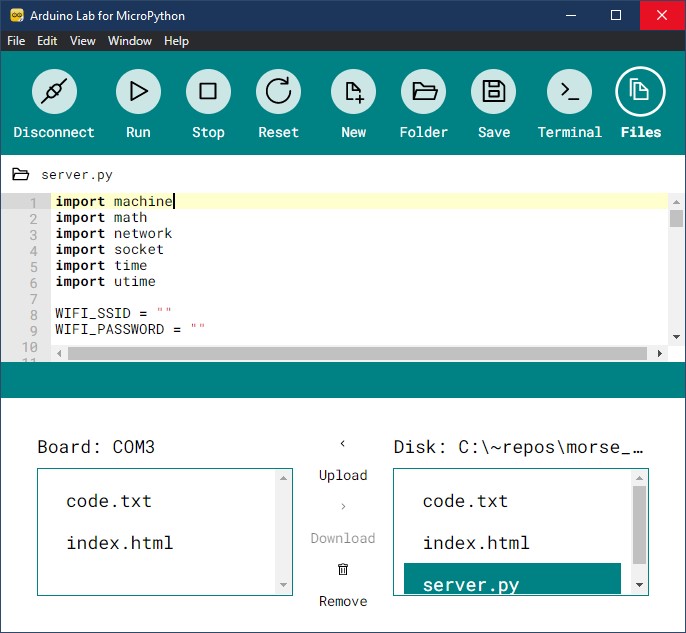 Arduino Lab for MicroPython
File Edit View Window Help
Disconnect Run Stop Reset New Folder Save Terminal Files
server.py
1 import machine
2 import math
3 import network
4 import socket
5 import time
6 import utime
7
8 WIFI_SSID = ""
9 WIFI_PASSWORD = ""
10
11
Board: COM3
code.txt
index.html
Upload
Download
Remove
Disk: C:\~repos\morse_…
code.txt
index.html
server.py